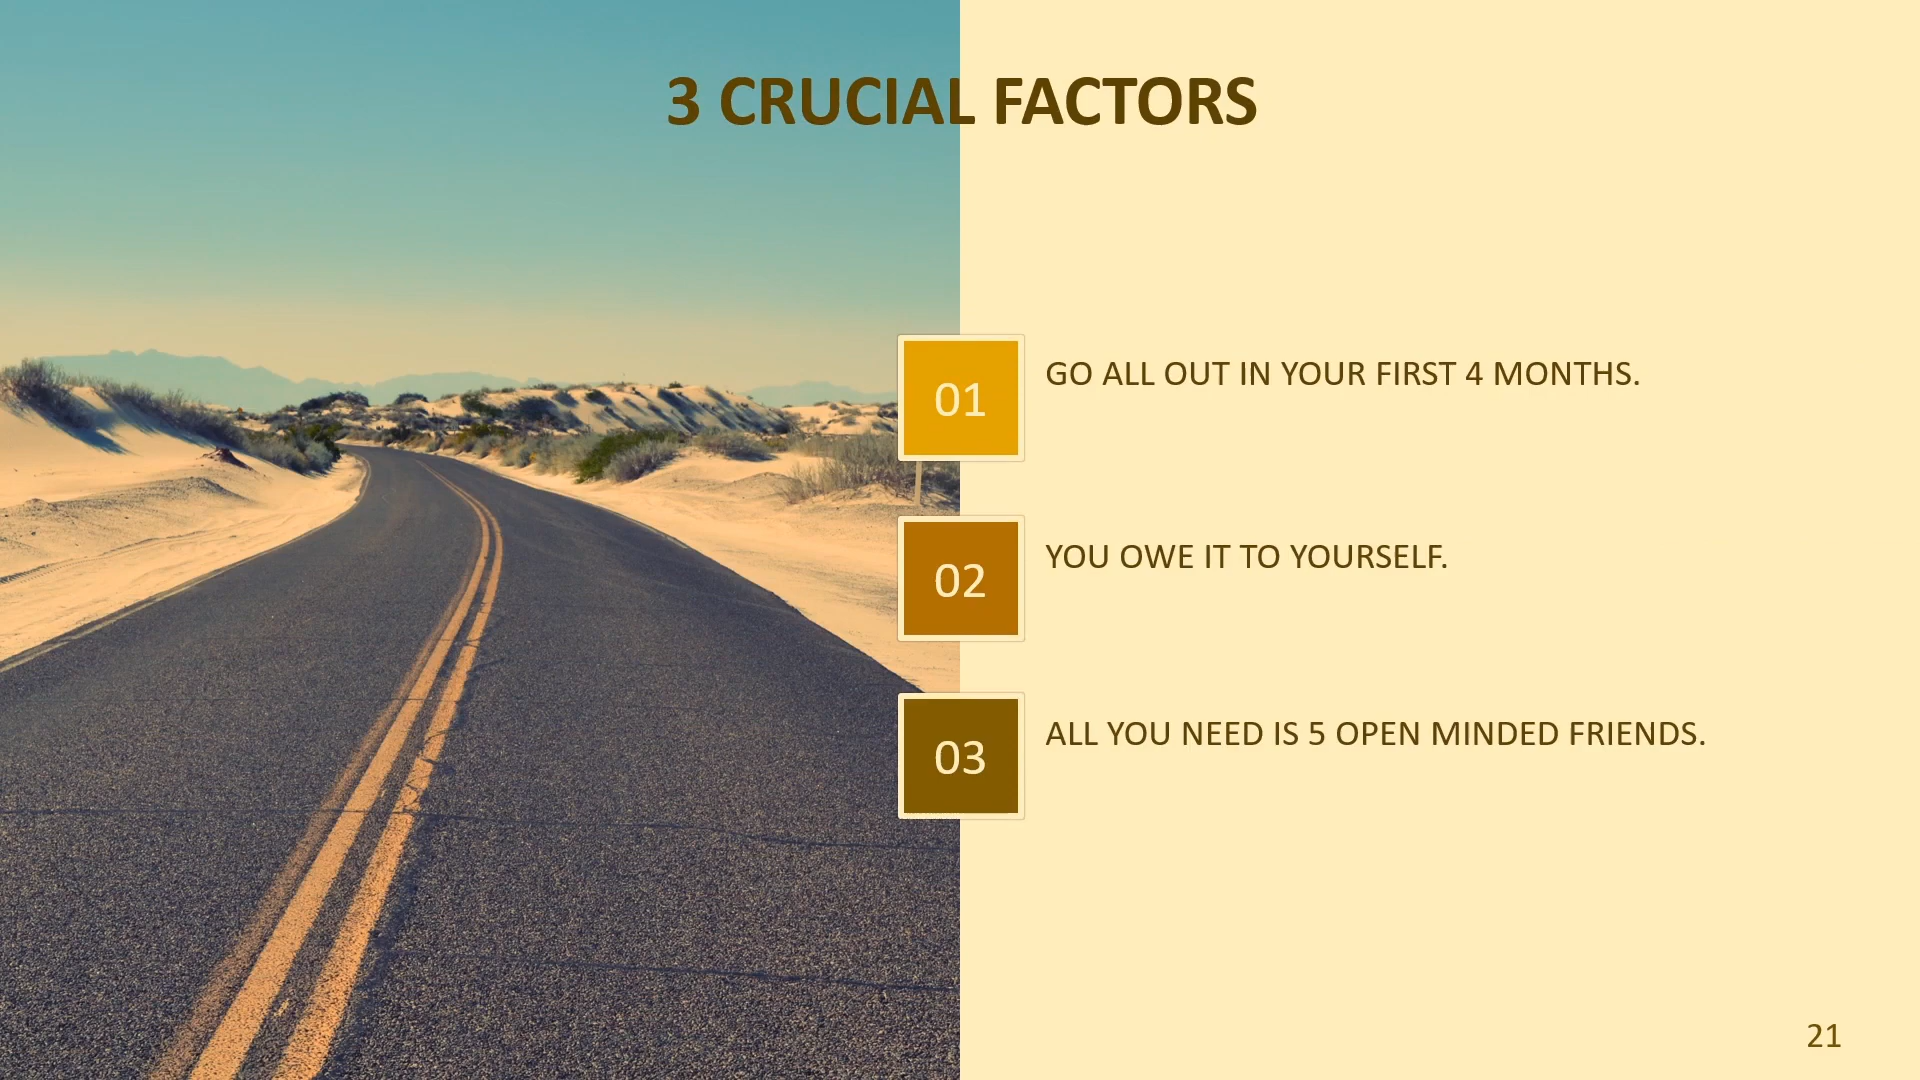 3 CRUCIAL FACTORS
01
GO ALL OUT IN YOUR FIRST 4 MONTHS.
02
YOU OWE IT TO YOURSELF.
03
ALL YOU NEED IS 5 OPEN MINDED FRIENDS.
21